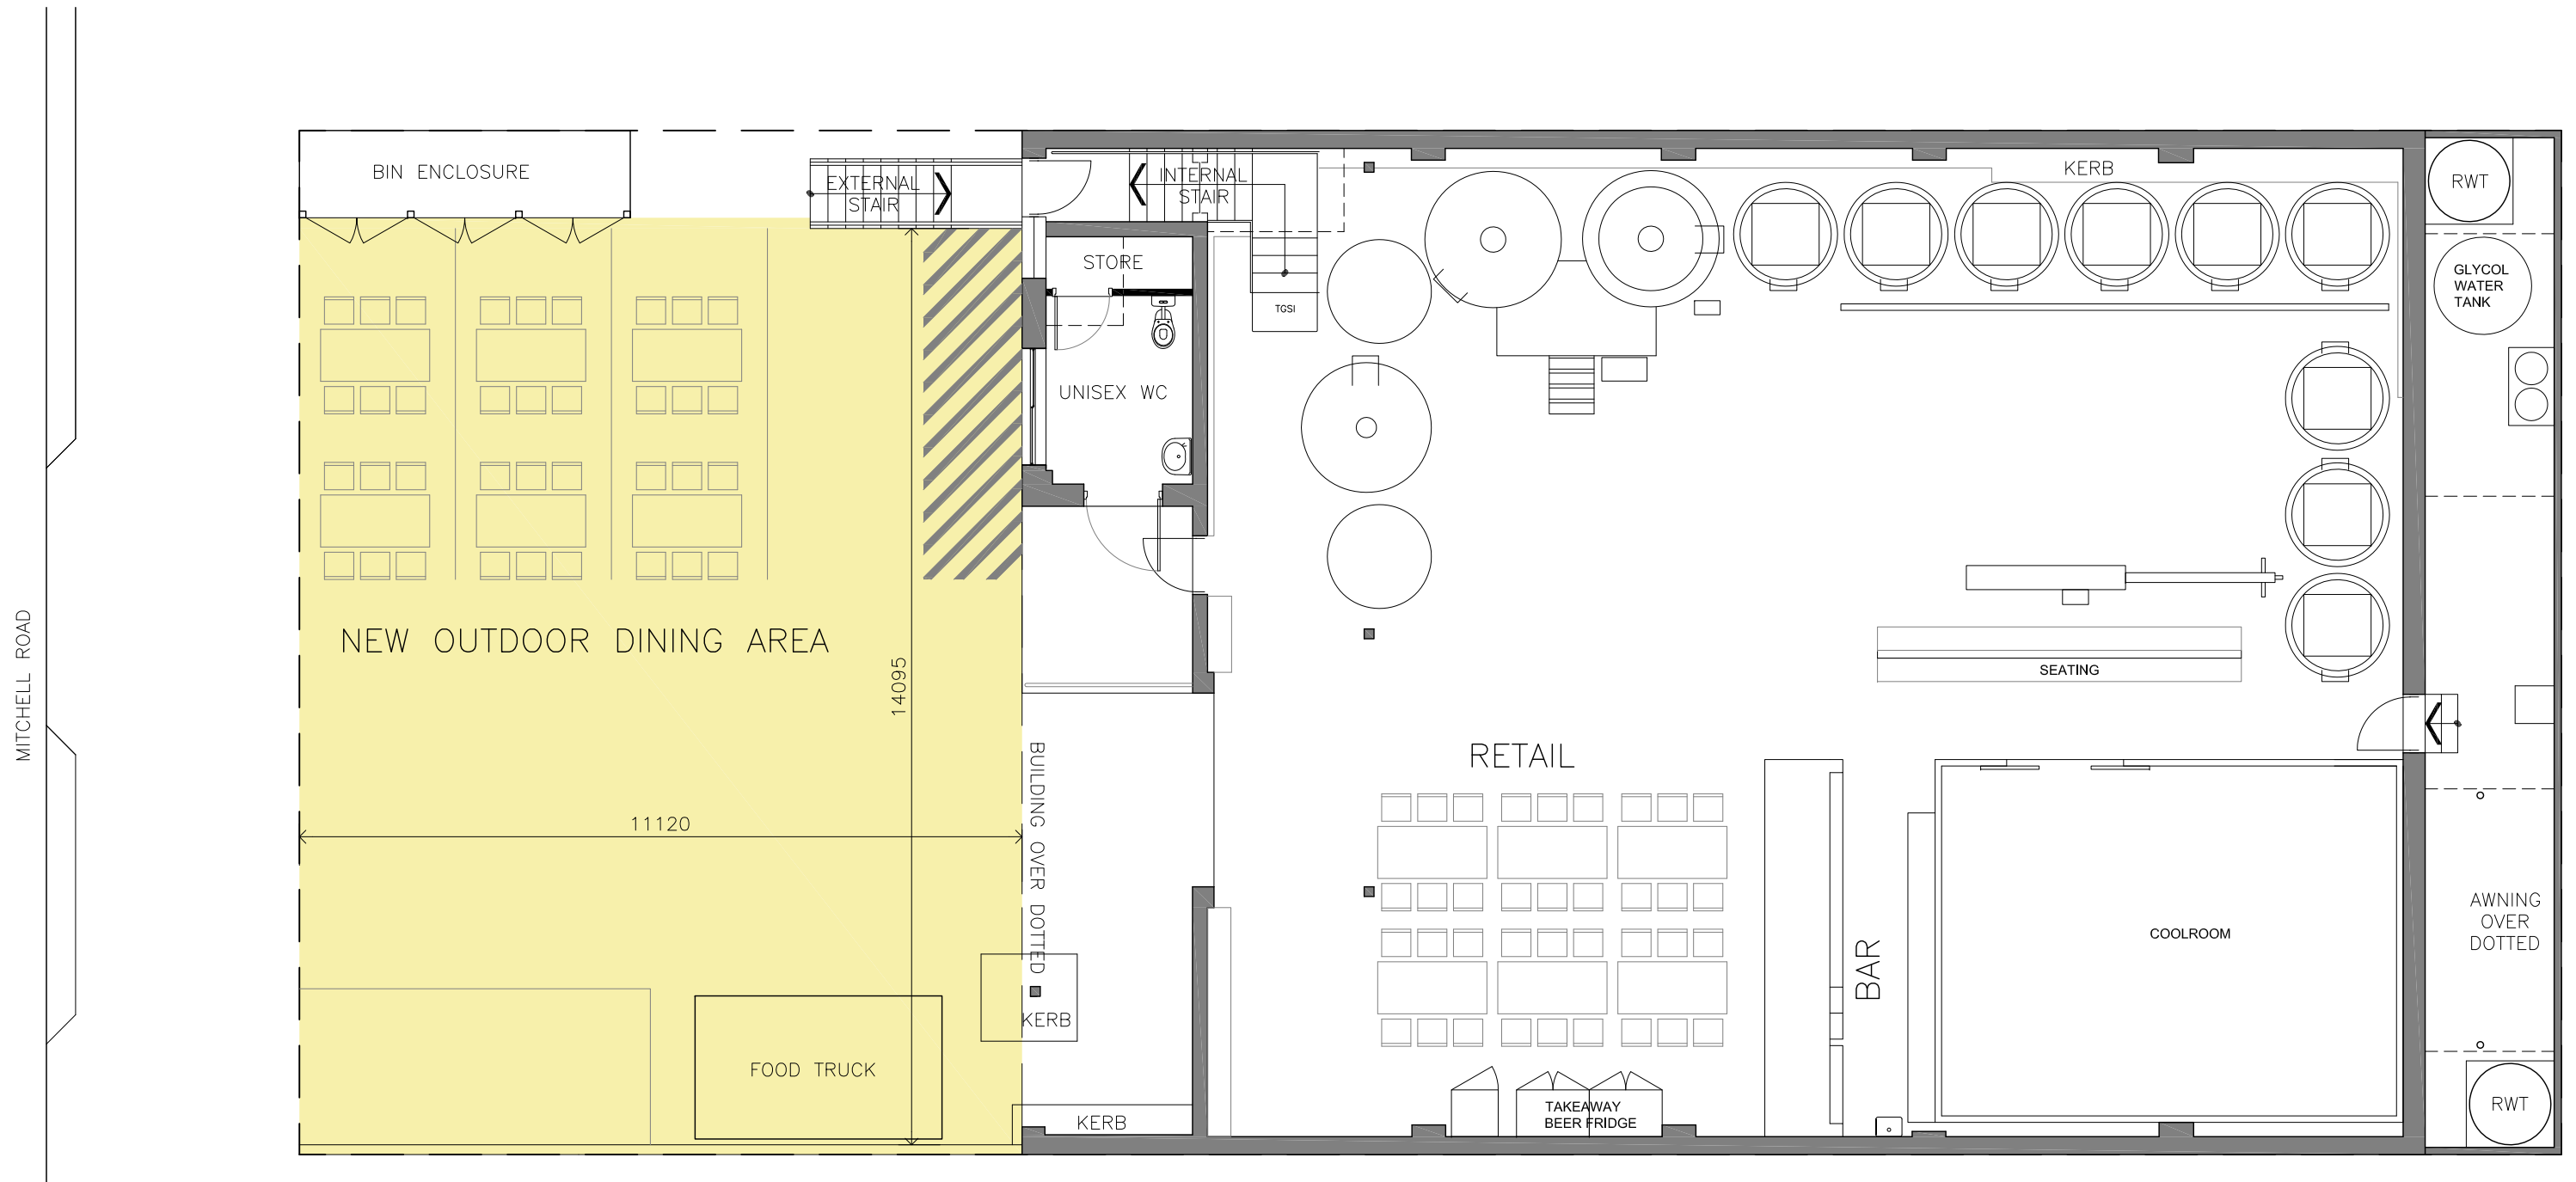 MITCHELL ROAD
BIN ENCLOSURE
EXTERNAL
STAIR
INTERNAL
STAIR
KERB
RWT
STORE
GLYCOL
WATER
TANK
TGSI
UNISEX WC
NEW OUTDOOR DINING AREA
14095
SEATING
RETAIL
BUILDING OVER DOTTED
11120
AWNING
OVER
DOTTED
COOLROOM
BAR
KERB
FOOD TRUCK
KERB
TAKEAWAY
BEER FRIDGE
RWT